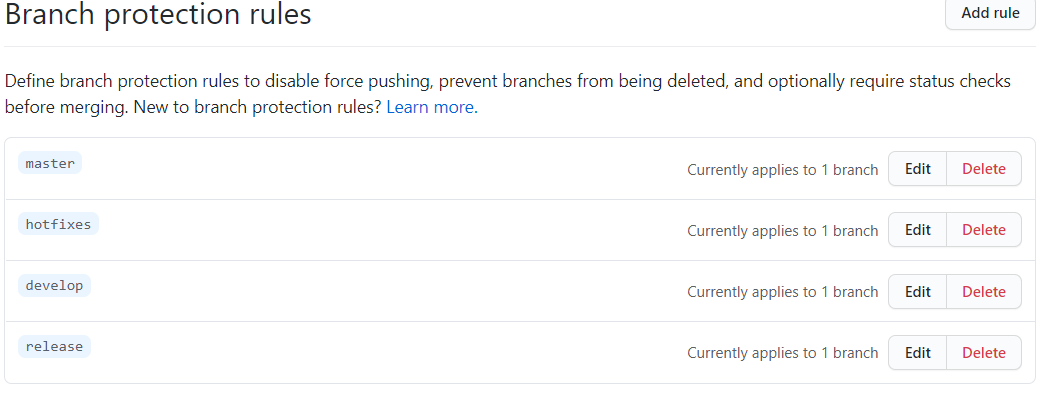 Branch protection rules
Add rule
Define branch protection rules to disable force pushing, prevent branches from being deleted, and optionally require status checks
before merging. New to branch protection rules? Learn more.
master
Currently applies to 1 branch
Edit
Delete
hotfixes
Currently applies to 1 branch
Edit
Delete
develop
Currently applies to 1 branch
Edit
Delete
release
Currently applies to 1 branch
Edit
Delete